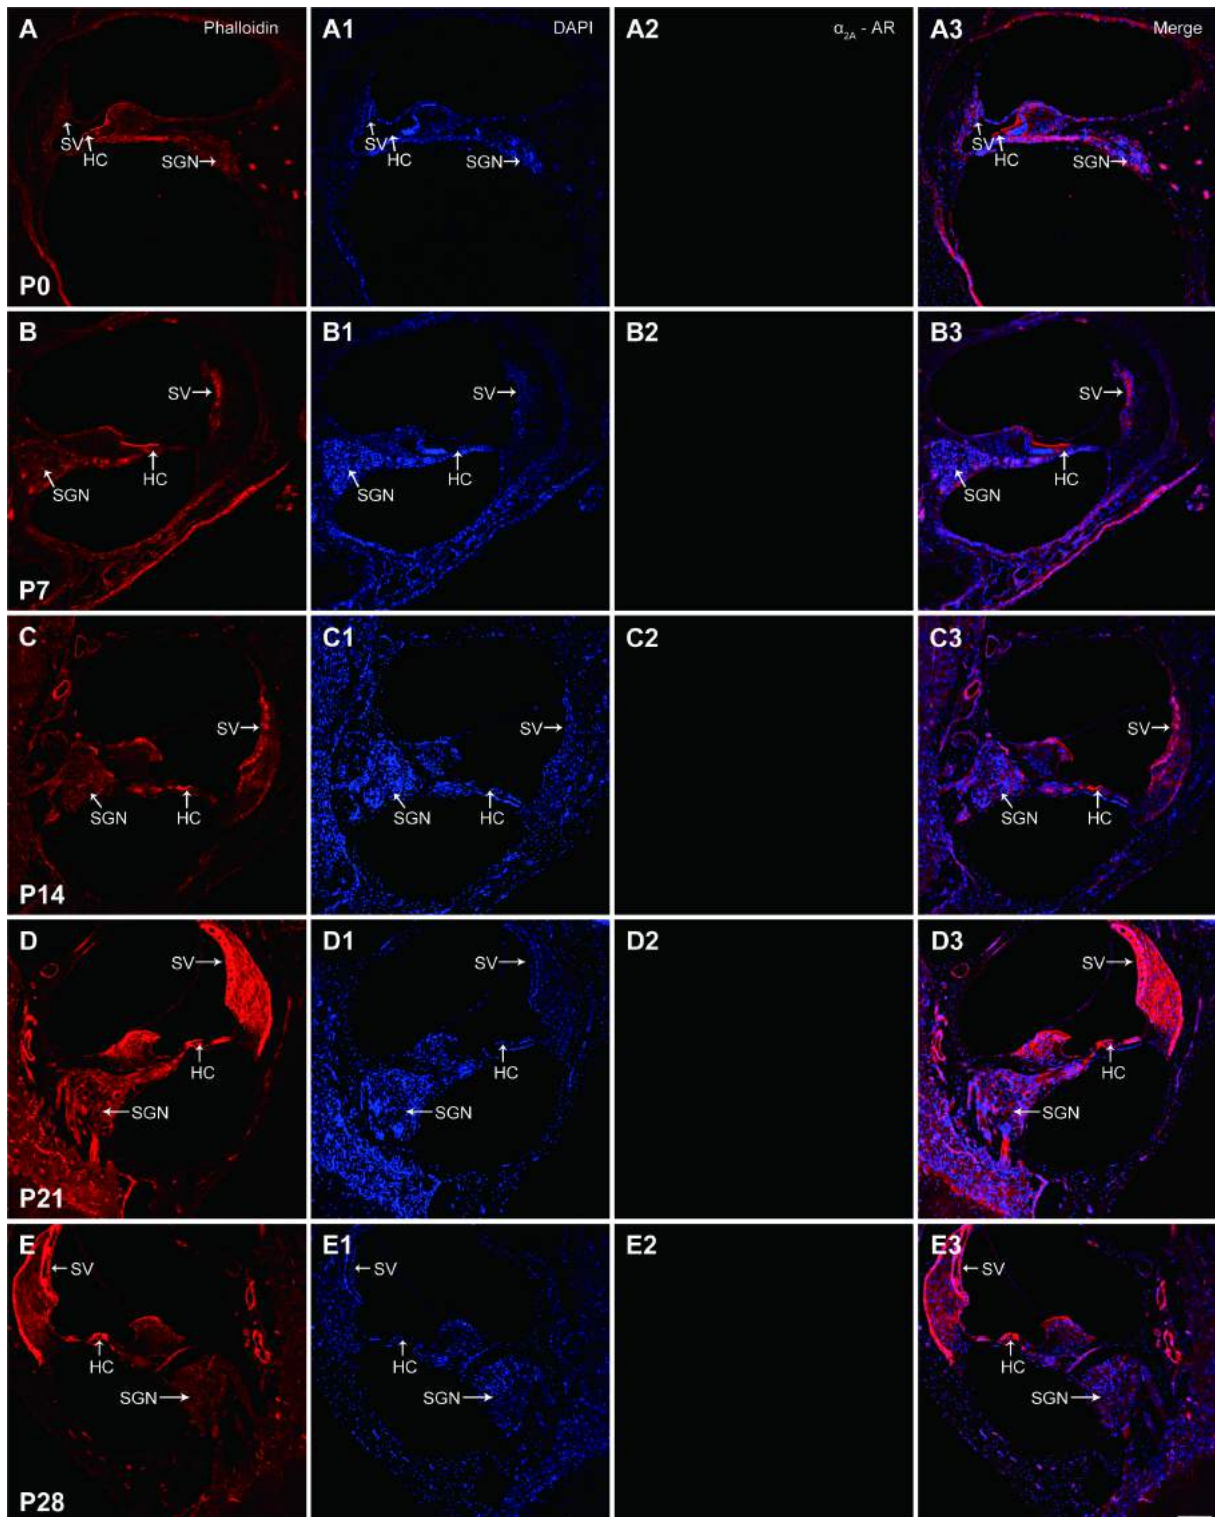 A Phalloidin A1 DAPI A2 α2A - AR A3 Merge
SV SV SV
HC HC HC
SGN SGN SGN
P0
B B1 B2 B3
SV SV SV
HC HC HC
SGN SGN SGN
P7
C C1 C2 C3
SV SV SV
SGN HC SGN HC SGN HC
P14
D D1 D2 D3
SV SV SV
HC HC HC
SGN SGN SGN
P21
E E1 E2 E3
SV SV SV
HC HC HC
SGN SGN SGN
P28